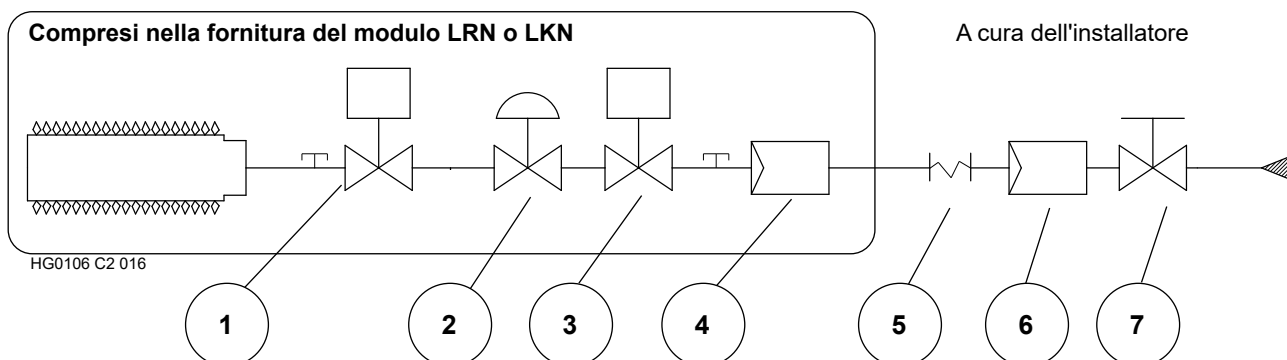 Compresi nella fornitura del modulo LRN o LKN
A cura dell'installatore
HG0106 C2 016
1
2
3
4
5
6
7